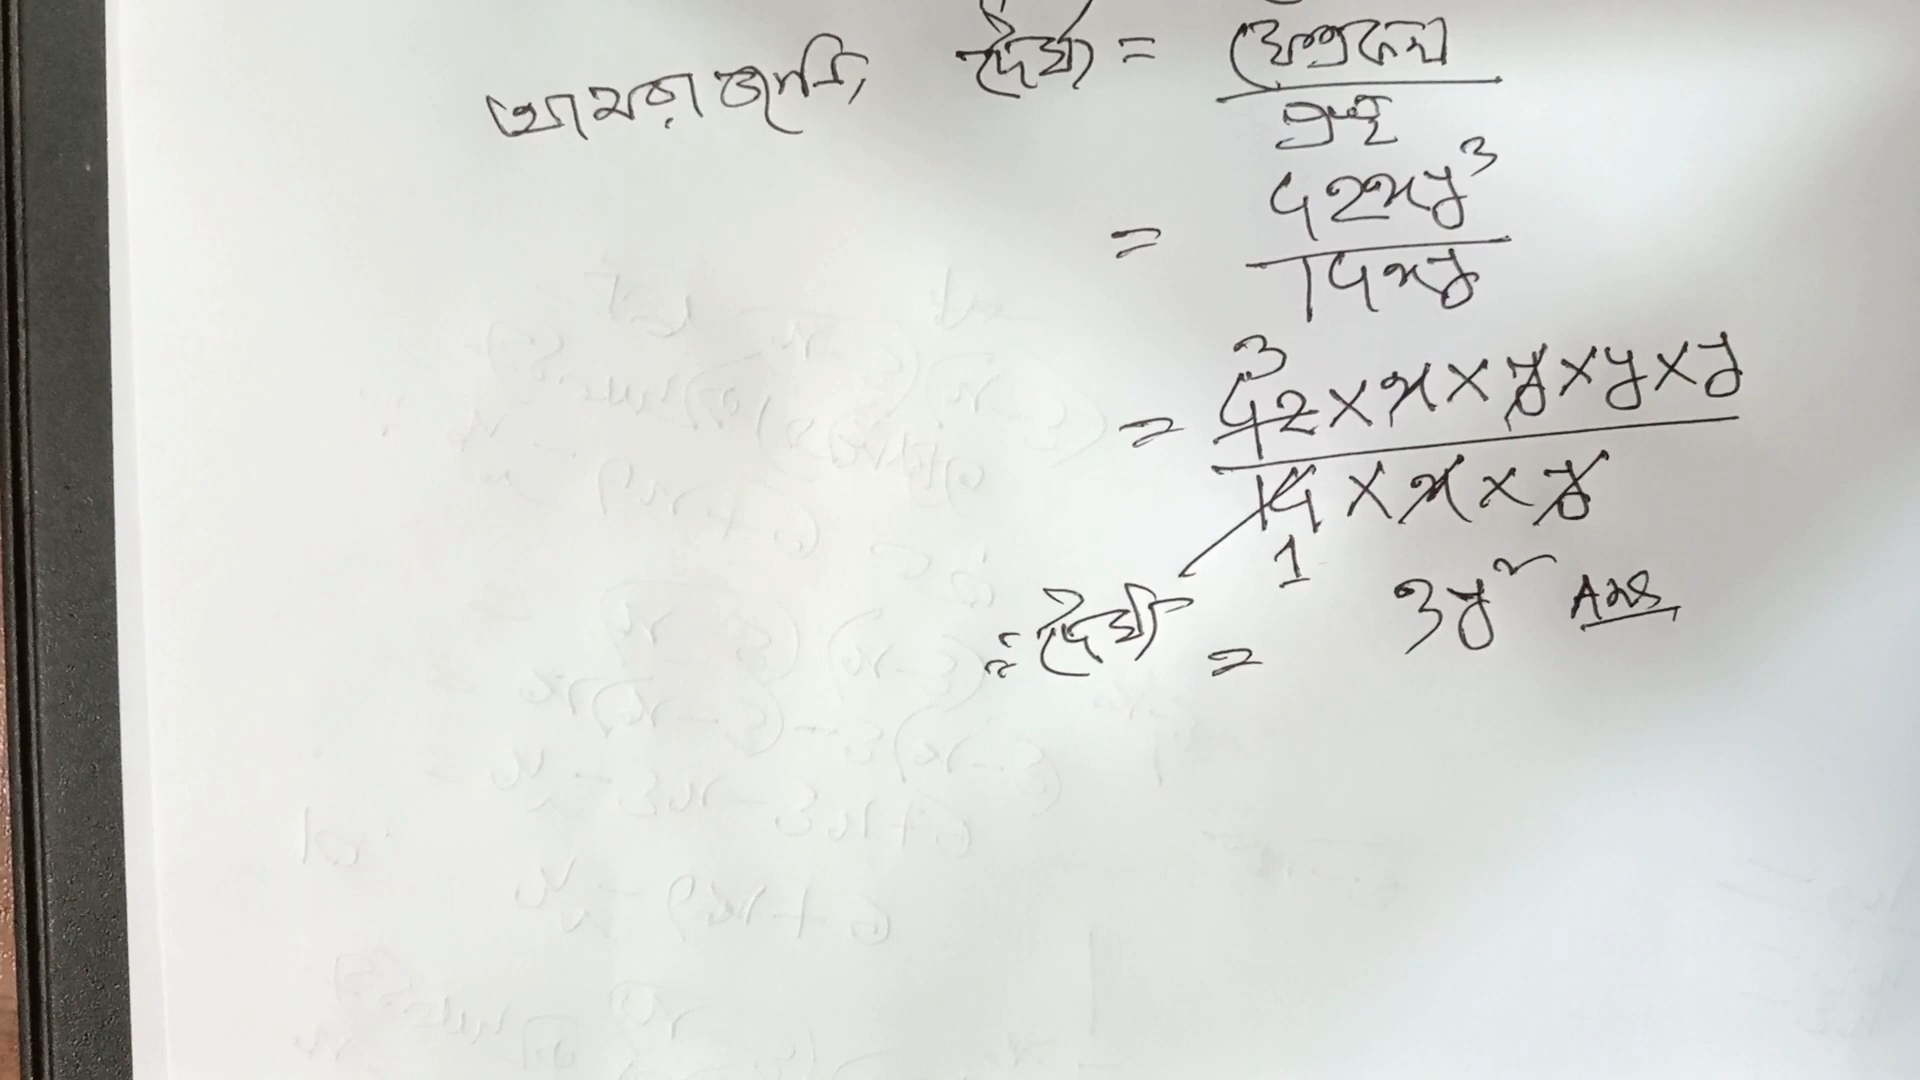 আমরা জানি, দৈর্ঘ্য = ক্ষেত্রফল / প্রস্থ
= 42xy³ / 14xy
= 42 × x × y × y × y / 14 × x × y
3
1
∴ দৈর্ঘ্য = 3y² Ans